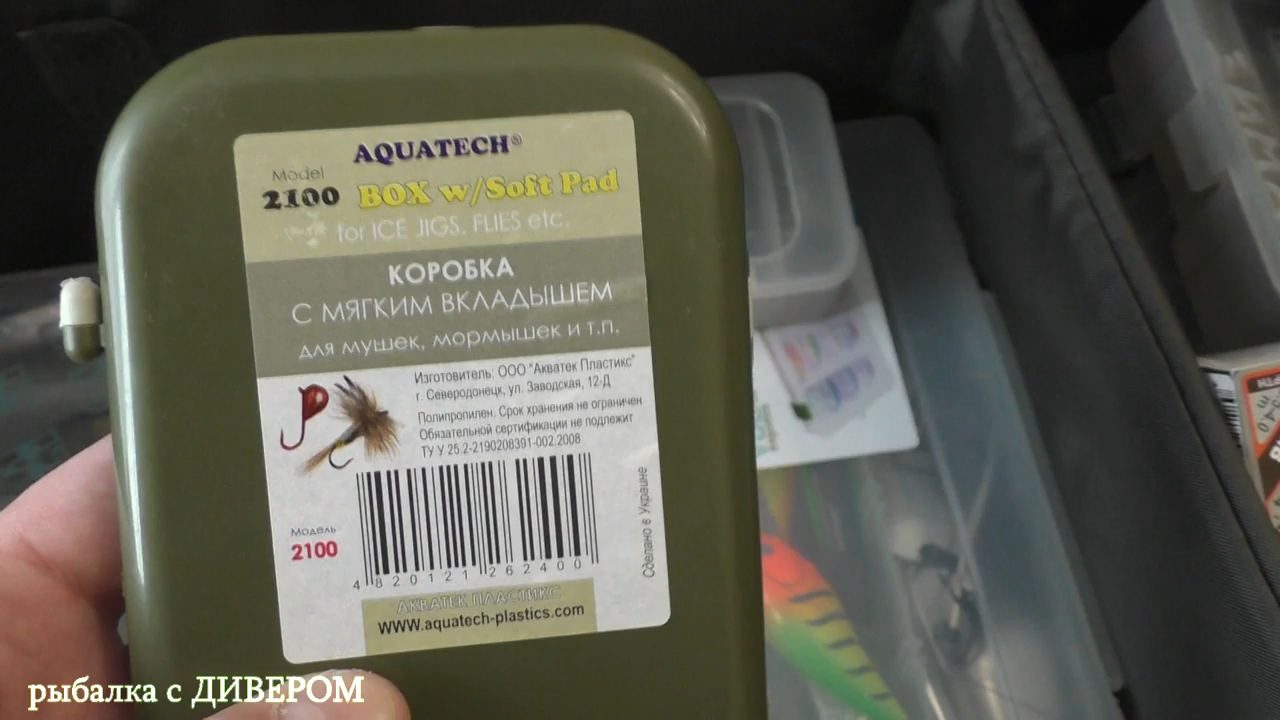 AQUATECH®
Model
2100 BOX w/Soft Pad
for ICE JIGS, FLIES etc.
КОРОБКА
С МЯГКИМ ВКЛАДЫШЕМ
для мушек, мормышек и т.п.
Изготовитель: ООО "Акватек Пластикс"
г. Северодонецк, ул. Заводская, 12-Д
Полипропилен. Срок хранения не ограничен
Обязательной сертификации не подлежит
ТУ У 25.2-2190208391-002.2008
Модель
2100
4 820121 262400
Сделано в Украине
АКВАТЕК ПЛАСТИКС
WWW.aquatech-plastics.com
рыбалка с ДИВЕРОМ